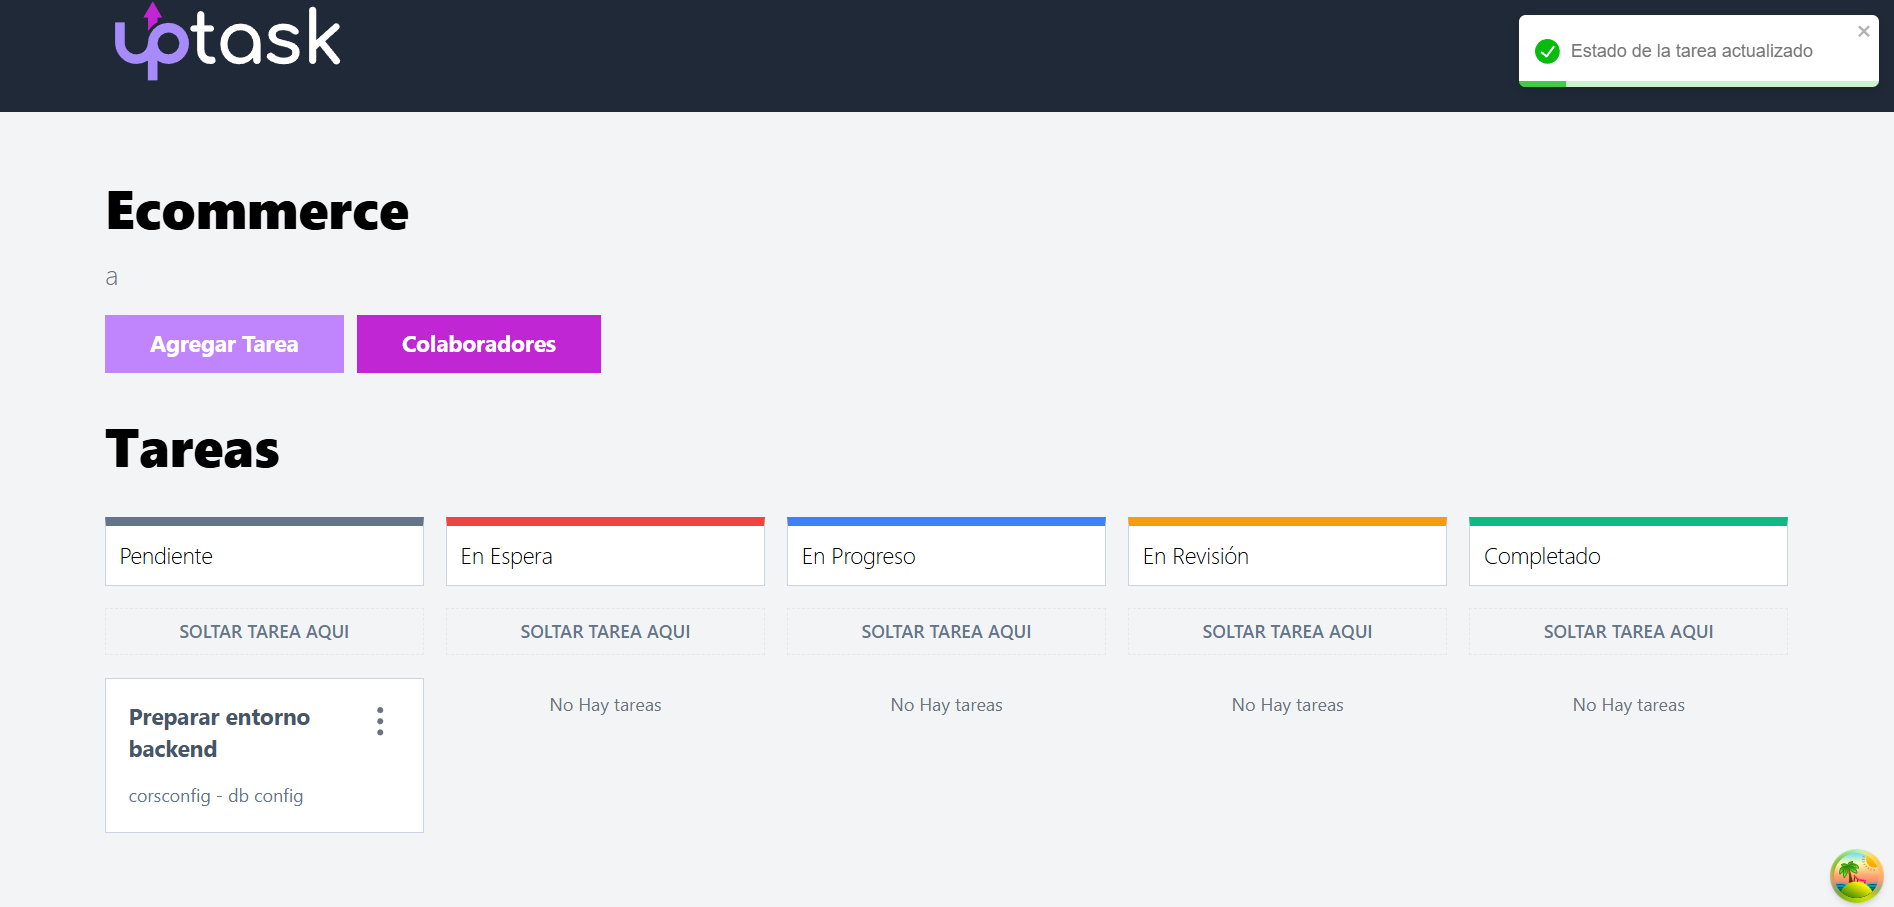 uptask
Estado de la tarea actualizado
Ecommerce
a
Agregar Tarea
Colaboradores
Tareas
Pendiente
En Espera
En Progreso
En Revisión
Completado
SOLTAR TAREA AQUI
SOLTAR TAREA AQUI
SOLTAR TAREA AQUI
SOLTAR TAREA AQUI
SOLTAR TAREA AQUI
Preparar entorno
backend
corsconfig - db config
No Hay tareas
No Hay tareas
No Hay tareas
No Hay tareas